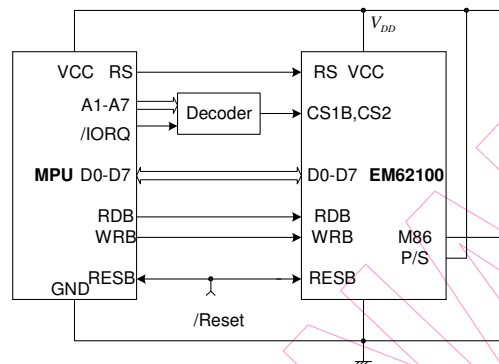 V_DD
VCC RS
RS VCC
A1-A7
Decoder
CS1B,CS2
/IORQ
MPU D0-D7
D0-D7 EM62100
RDB
RDB
WRB
WRB
M86
P/S
RESB
RESB
GND
/Reset